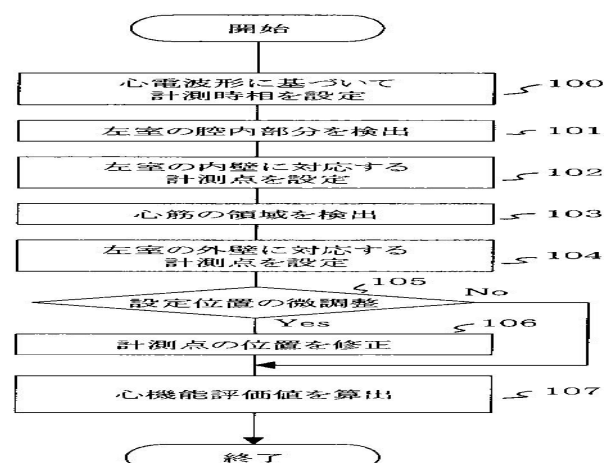 開始
心電波形に基づいて
計測時相を設定
100
左室の腔内部分を検出
101
左室の内壁に対応する
計測点を設定
102
心筋の領域を検出
103
左室の外壁に対応する
計測点を設定
104
105
設定位置の微調整
No
Yes
106
計測点の位置を修正
心機能評価値を算出
107
終了